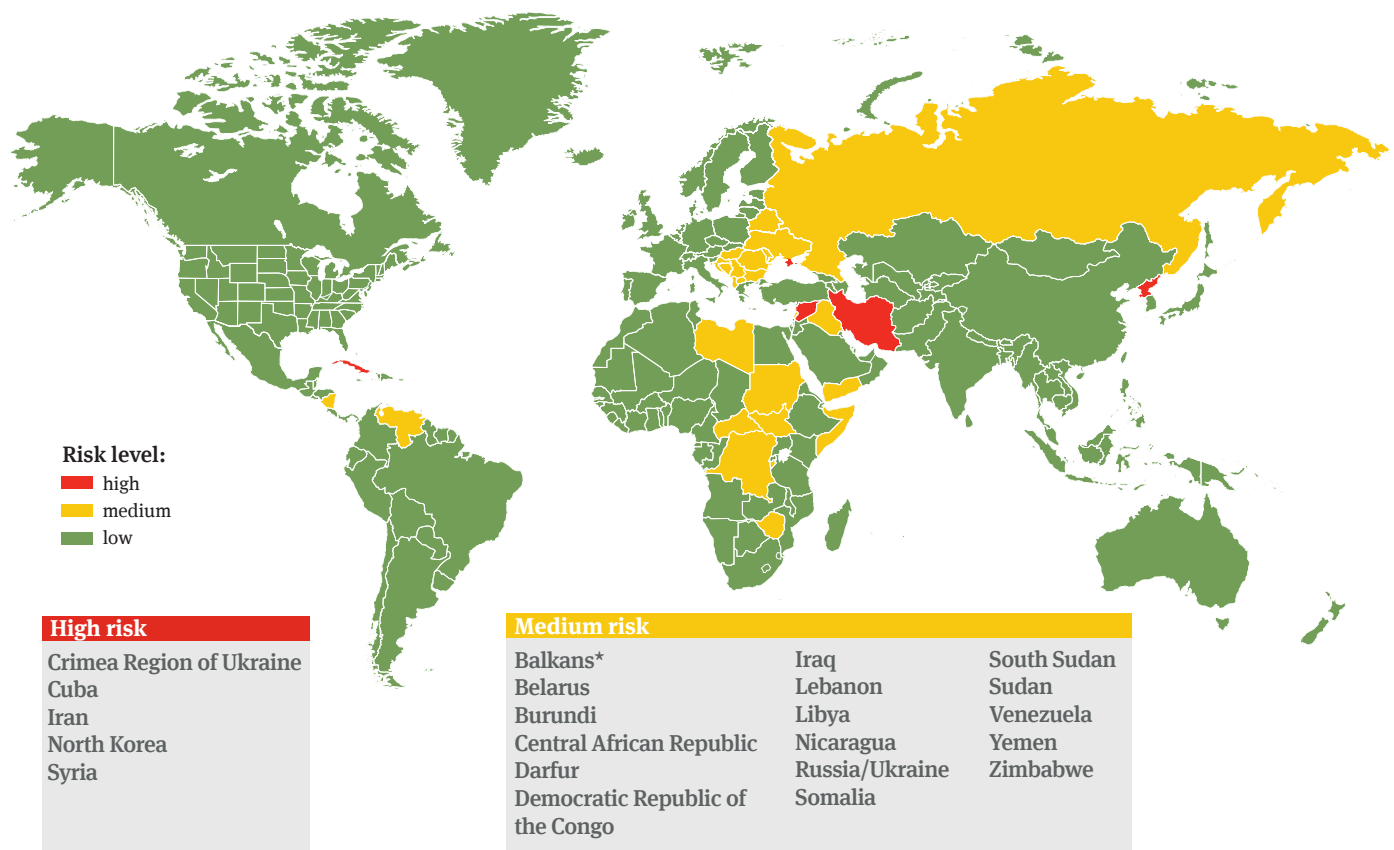 Risk level:
high
medium
low
High risk
Crimea Region of Ukraine
Cuba
Iran
North Korea
Syria
Medium risk
Balkans*
Belarus
Burundi
Central African Republic
Darfur
Democratic Republic of
the Congo
Iraq
Lebanon
Libya
Nicaragua
Russia/Ukraine
Somalia
South Sudan
Sudan
Venezuela
Yemen
Zimbabwe